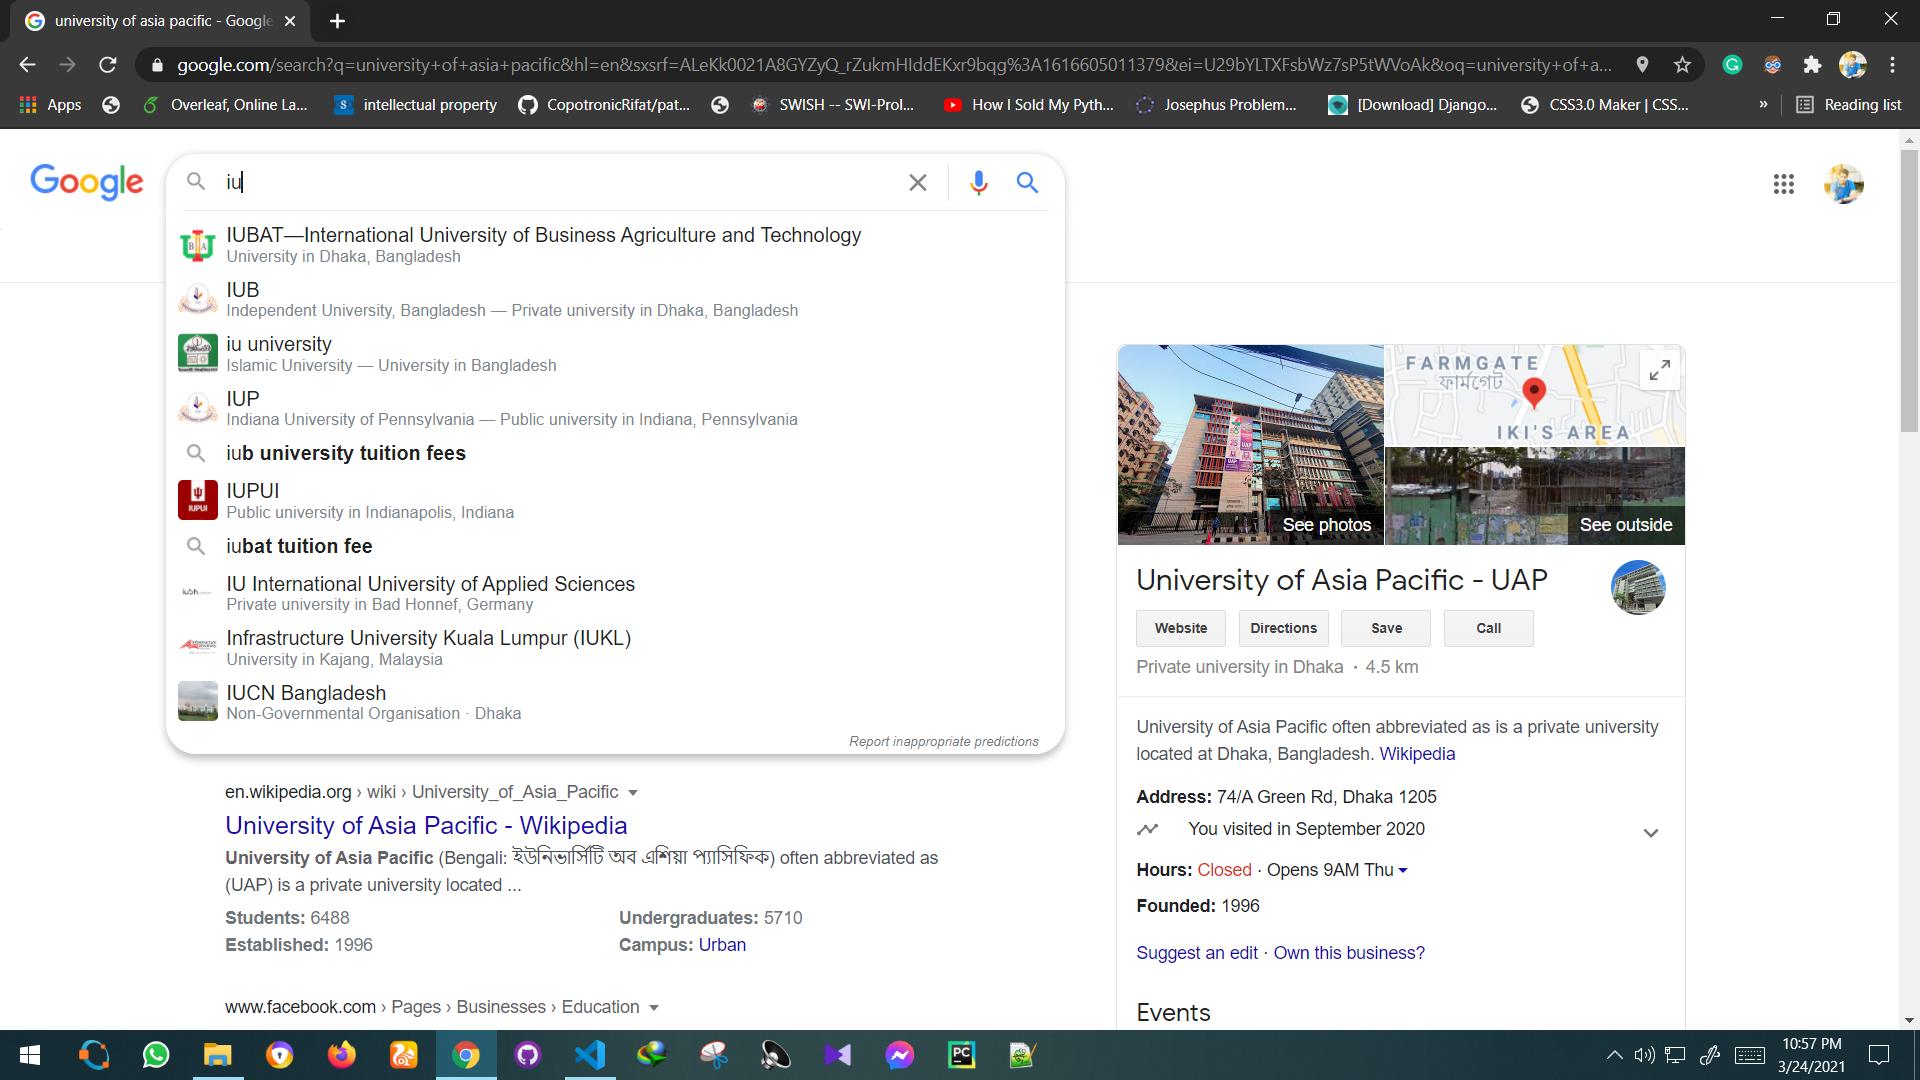 university of asia pacific - Google
google.com/search?q=university+of+asia+pacific&hl=en&sxsrf=ALeKk0021A8GYZyQ_rZukmHIddEKxr9bqg%3A1616605011379&ei=U29bYLTXFsbWz7sP5tWVoAk&oq=university+of+a...
Apps
Overleaf, Online La...
intellectual property
CopotronicRifat/pat...
SWISH -- SWI-Prol...
How I Sold My Pyth...
Josephus Problem...
[Download] Django...
CSS3.0 Maker | CSS...
»
Reading list
Google
iu
IUBAT—International University of Business Agriculture and Technology
University in Dhaka, Bangladesh
IUB
Independent University, Bangladesh — Private university in Dhaka, Bangladesh
iu university
Islamic University — University in Bangladesh
IUP
Indiana University of Pennsylvania — Public university in Indiana, Pennsylvania
iub university tuition fees
IUPUI
IUPUI
Public university in Indianapolis, Indiana
iubat tuition fee
iubh
IU International University of Applied Sciences
Private university in Bad Honnef, Germany
Infrastructure University Kuala Lumpur (IUKL)
University in Kajang, Malaysia
IUCN Bangladesh
Non-Governmental Organisation · Dhaka
Report inappropriate predictions
en.wikipedia.org › wiki › University_of_Asia_Pacific
University of Asia Pacific - Wikipedia
University of Asia Pacific (Bengali: ইউনিভার্সিটি অব এশিয়া প্যাসিফিক) often abbreviated as
(UAP) is a private university located ...
Students: 6488
Undergraduates: 5710
Established: 1996
Campus: Urban
www.facebook.com › Pages › Businesses › Education
FARMGATE
ফার্মগেট
IKI'S AREA
See photos
See outside
University of Asia Pacific - UAP
Website
Directions
Save
Call
Private university in Dhaka · 4.5 km
University of Asia Pacific often abbreviated as is a private university
located at Dhaka, Bangladesh. Wikipedia
Address: 74/A Green Rd, Dhaka 1205
You visited in September 2020
Hours: Closed · Opens 9AM Thu
Founded: 1996
Suggest an edit · Own this business?
Events
PC
10:57 PM
3/24/2021